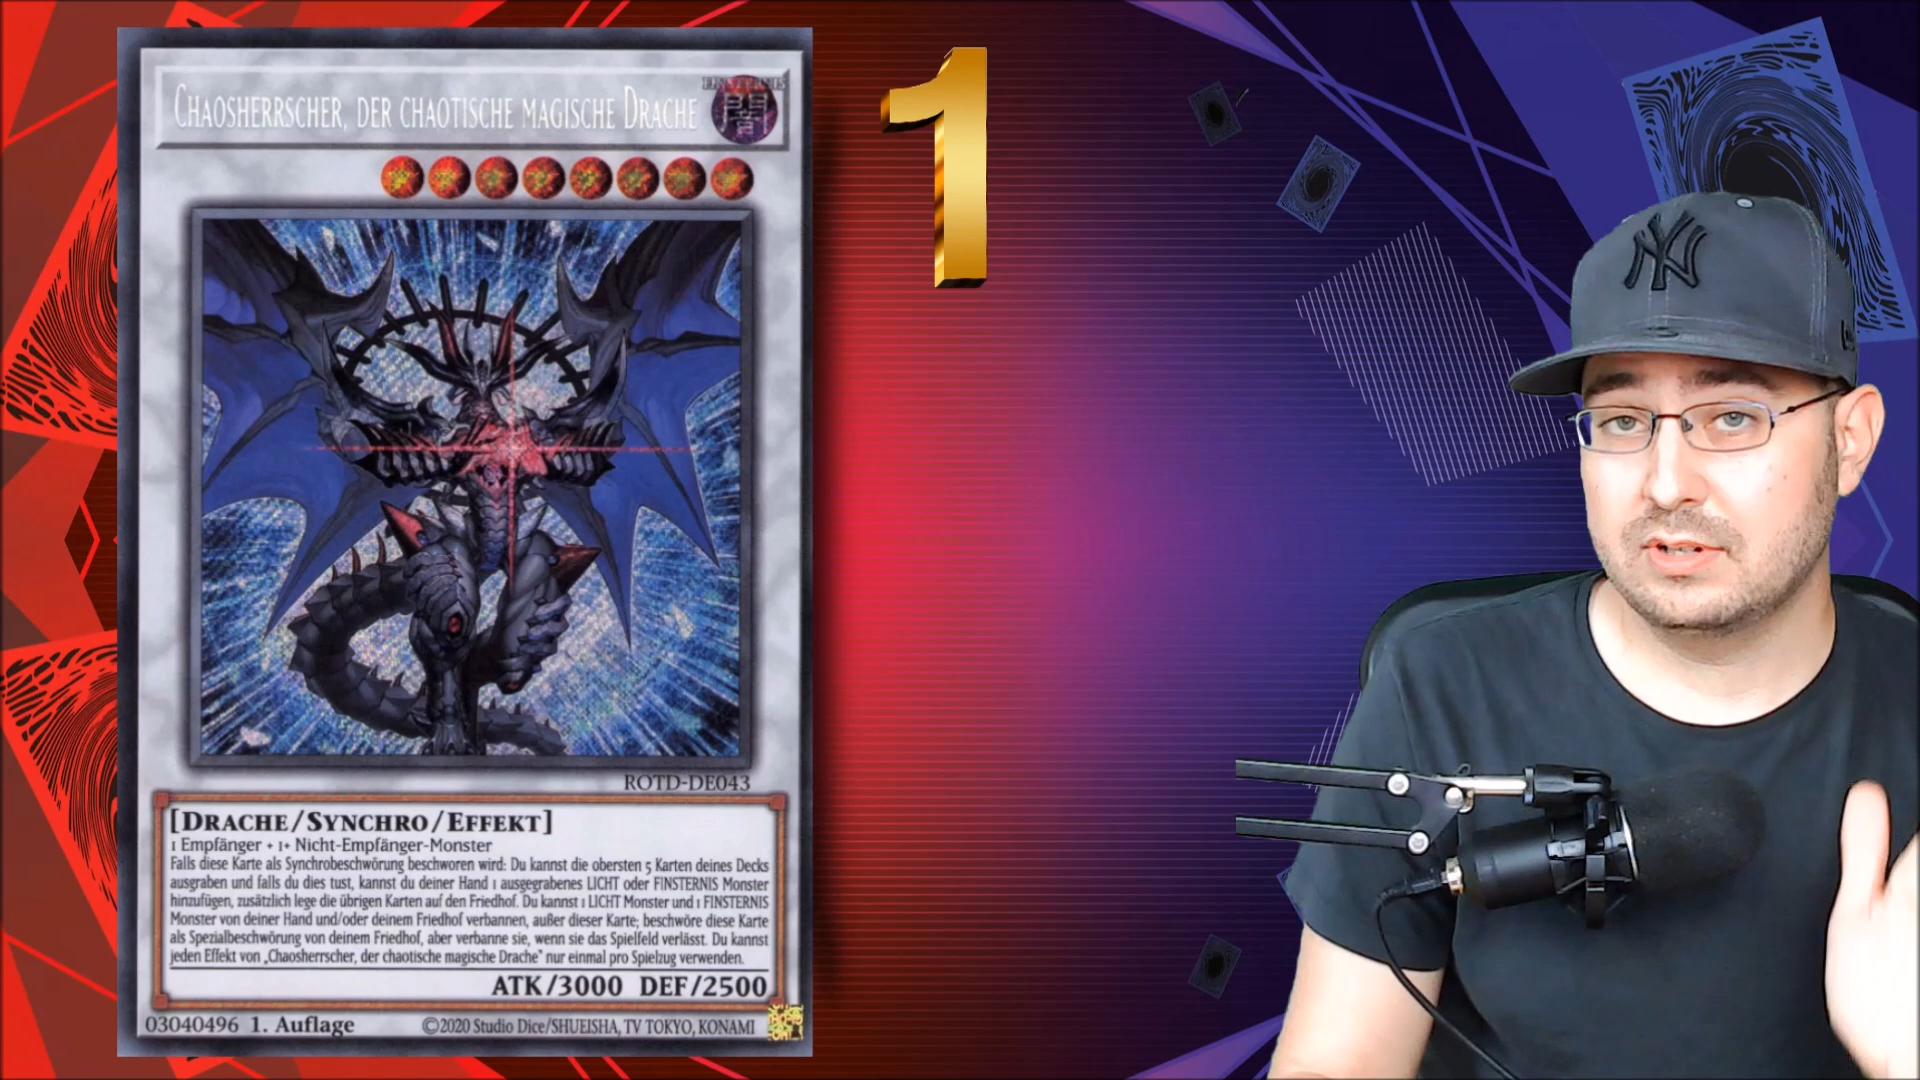 Chaosherrscher, der chaotische magische Drache
1
NY
ROTD-DE043
[Drache/Synchro/Effekt]
1 Empfänger + 1+ Nicht-Empfänger-Monster
Falls diese Karte als Synchrobeschwörung beschworen wird: Du kannst die obersten 5 Karten deines Decks
ausgraben und falls du dies tust, kannst du deiner Hand 1 ausgegrabenes LICHT oder FINSTERNIS Monster
hinzufügen, zusätzlich lege die übrigen Karten auf den Friedhof. Du kannst 1 LICHT Monster und 1 FINSTERNIS
Monster von deiner Hand und/oder deinem Friedhof verbannen, außer dieser Karte; beschwöre diese Karte
als Spezialbeschwörung von deinem Friedhof, aber verbanne sie, wenn sie das Spielfeld verlässt. Du kannst
jeden Effekt von „Chaosherrscher, der chaotische magische Drache" nur einmal pro Spielzug verwenden.
ATK/3000 DEF/2500
03040496 1. Auflage ©2020 Studio Dice/SHUEISHA, TV TOKYO, KONAMI